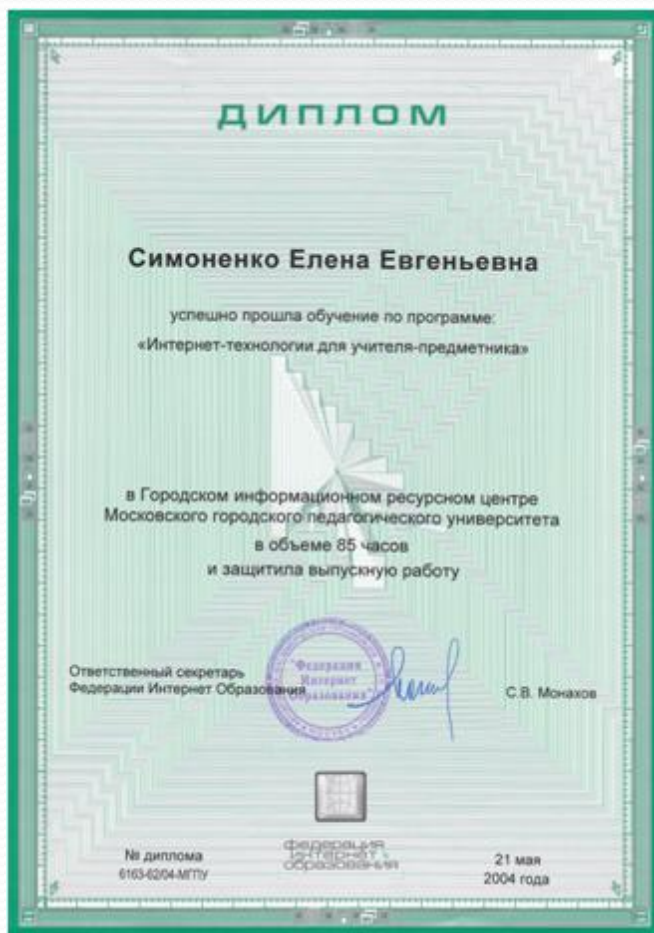 ДИПЛОМ
Симоненко Елена Евгеньевна
успешно прошла обучение по программе:
«Интернет-технологии для учителя-предметника»
в Городском информационном ресурсном центре
Московского городского педагогического университета
в объеме 85 часов
и защитила выпускную работу
Ответственный секретарь
Федерации Интернет Образования
"Федерация
Интернет
Образования"
С.В. Монахов
№ диплома
6163-62/04-МГПУ
федерация
интернет
образования
21 мая
2004 года